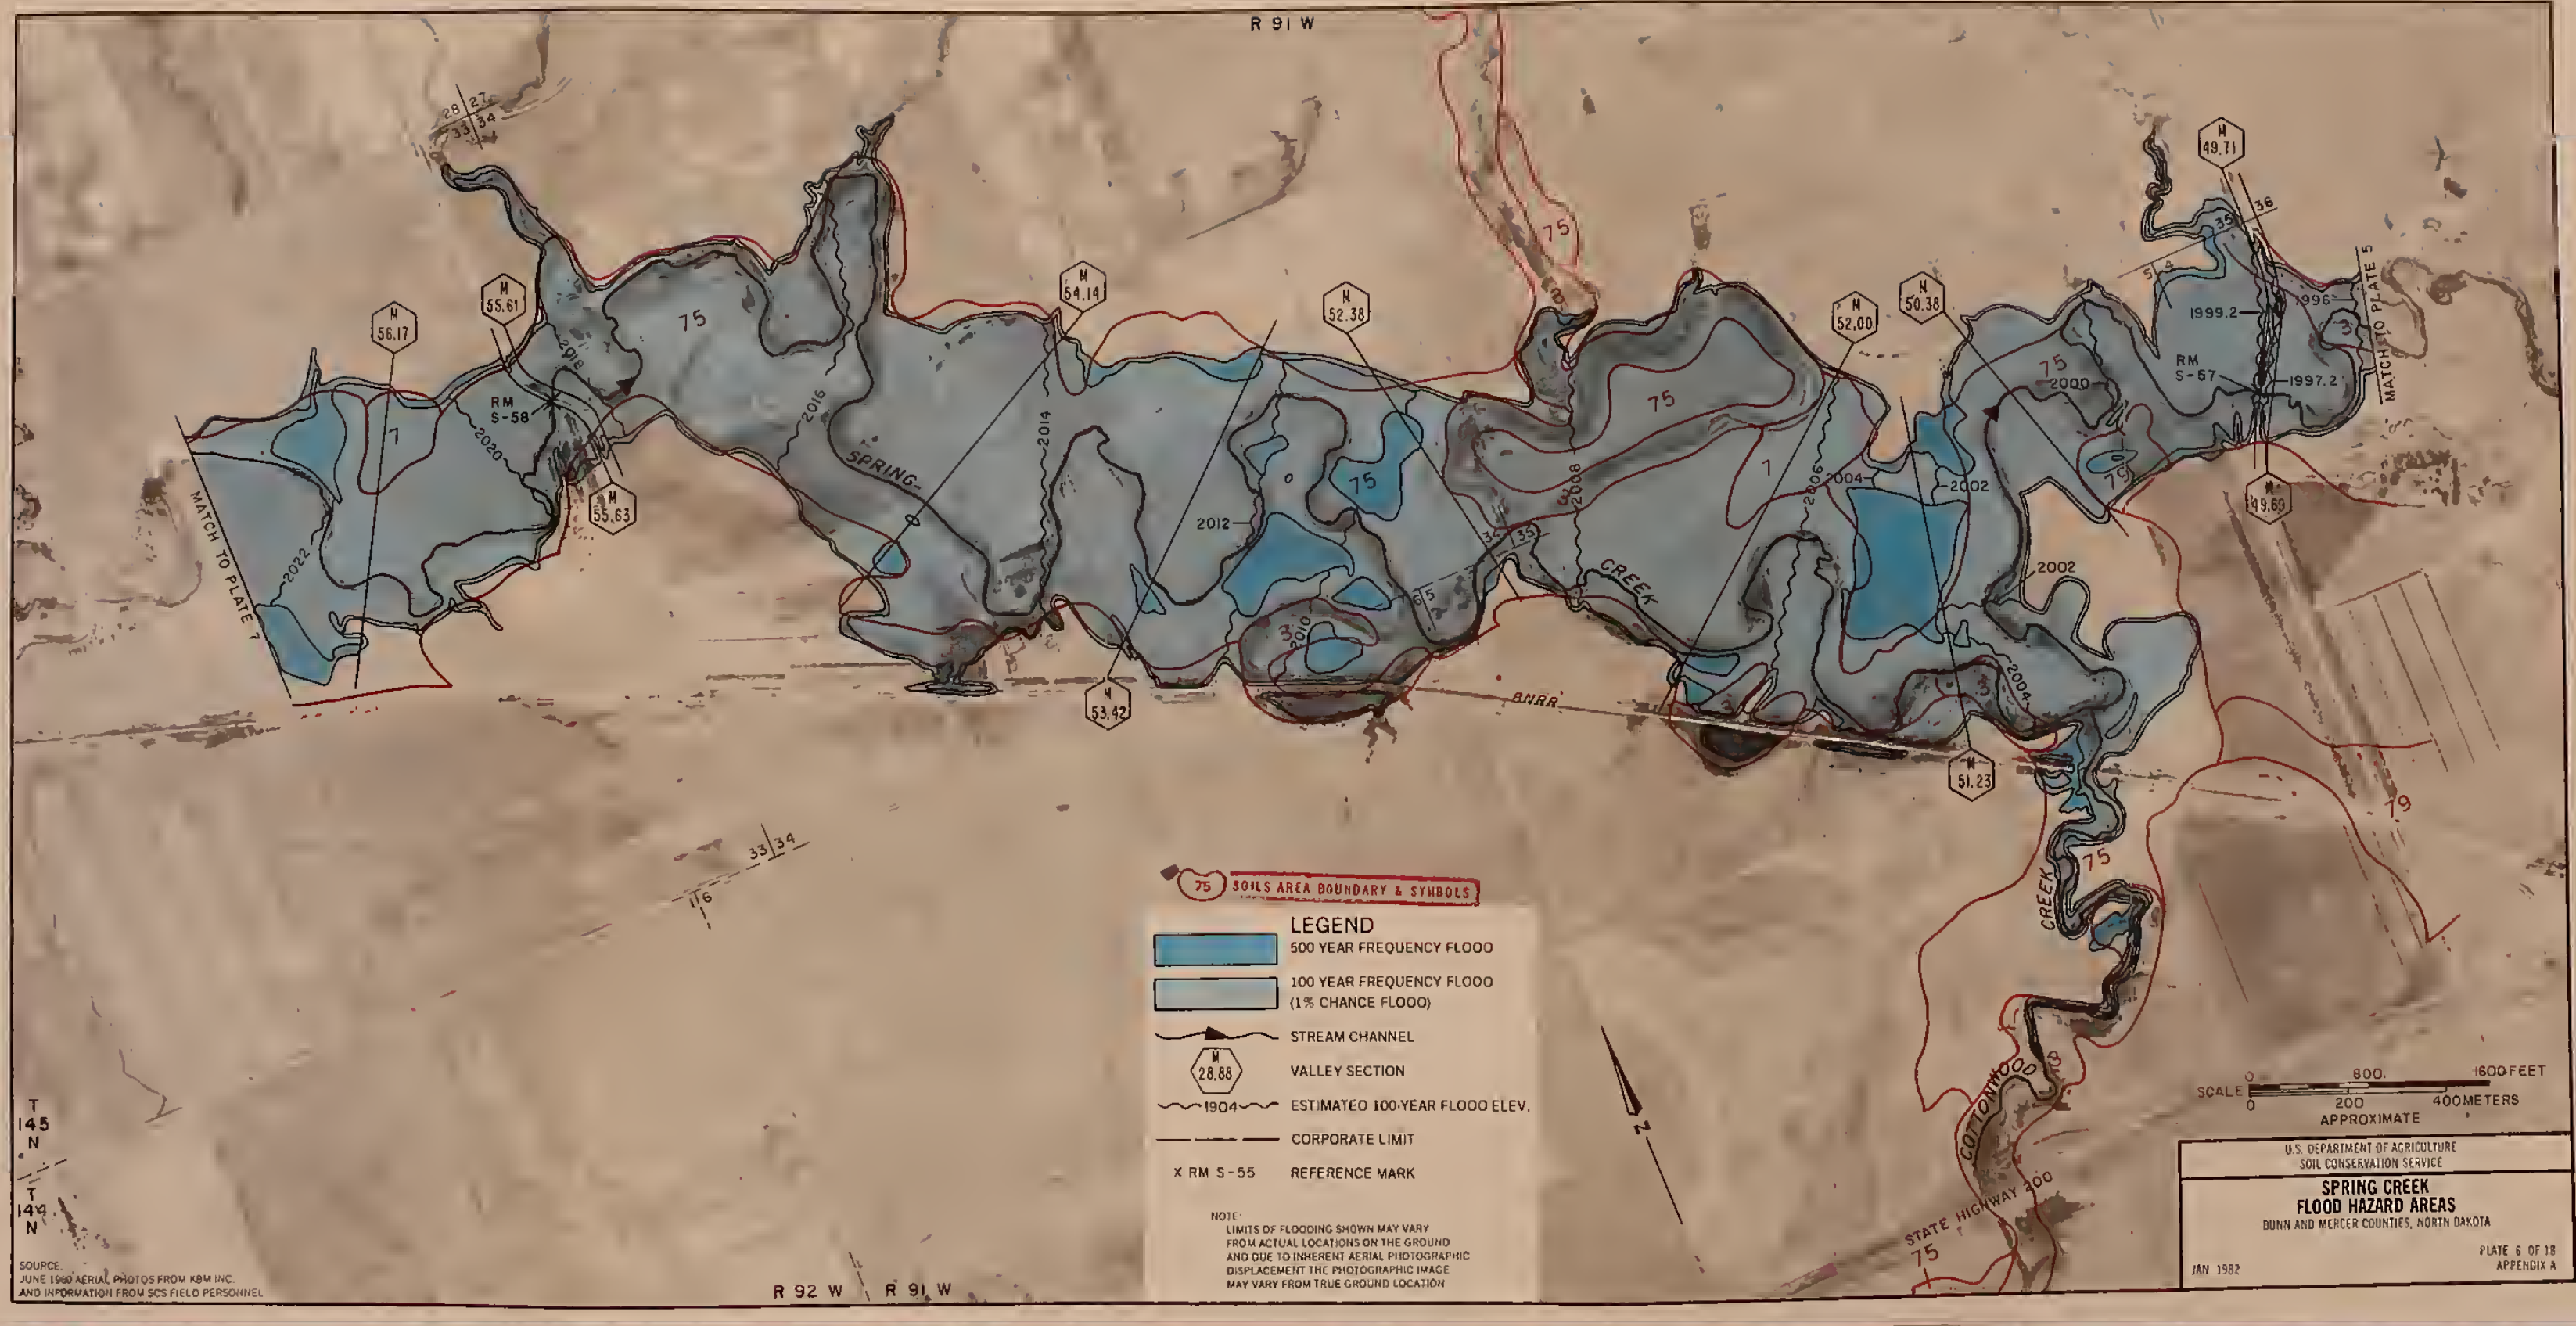 R 91 W
28 27
33 34
M
49.71
36
35
75
5 4
MATCH TO PLATE 5
M
55.61
M
54.14
M
52.38
M
52.00
M
50.38
M
56.17
1996
1999.2
3
75
2018
RM
S-57
1997.2
75
2000
2016
75
RM
S-58
7
2020
2014
SPRING
75
7
2008
3
2006
2004
2002
79
M
49.69
M
55.63
MATCH TO PLATE 7
2022
2012
34 35
CREEK
2002
6 5
3
2010
3
2004
3
M
53.42
BNRR
M
51.23
79
33 34
1 6
75
CREEK
8
COTTONWOOD
STATE HIGHWAY 200
75
75 SOILS AREA BOUNDARY & SYMBOLS
LEGEND
500 YEAR FREQUENCY FLOOD
100 YEAR FREQUENCY FLOOD
(1% CHANCE FLOOD)
STREAM CHANNEL
M
28.88
VALLEY SECTION
1904
ESTIMATED 100-YEAR FLOOD ELEV.
CORPORATE LIMIT
X RM S-55
REFERENCE MARK
NOTE:
LIMITS OF FLOODING SHOWN MAY VARY
FROM ACTUAL LOCATIONS ON THE GROUND
AND DUE TO INHERENT AERIAL PHOTOGRAPHIC
DISPLACEMENT THE PHOTOGRAPHIC IMAGE
MAY VARY FROM TRUE GROUND LOCATION
N
0 800. 1600 FEET
SCALE
0 200 400 METERS
APPROXIMATE
U.S. DEPARTMENT OF AGRICULTURE
SOIL CONSERVATION SERVICE
SPRING CREEK
FLOOD HAZARD AREAS
DUNN AND MERCER COUNTIES, NORTH DAKOTA
JAN 1982
PLATE 6 OF 18
APPENDIX A
T
145
N
T
144
N
SOURCE:
JUNE 1980 AERIAL PHOTOS FROM KBM INC.
AND INFORMATION FROM SCS FIELD PERSONNEL
R 92 W R 91 W